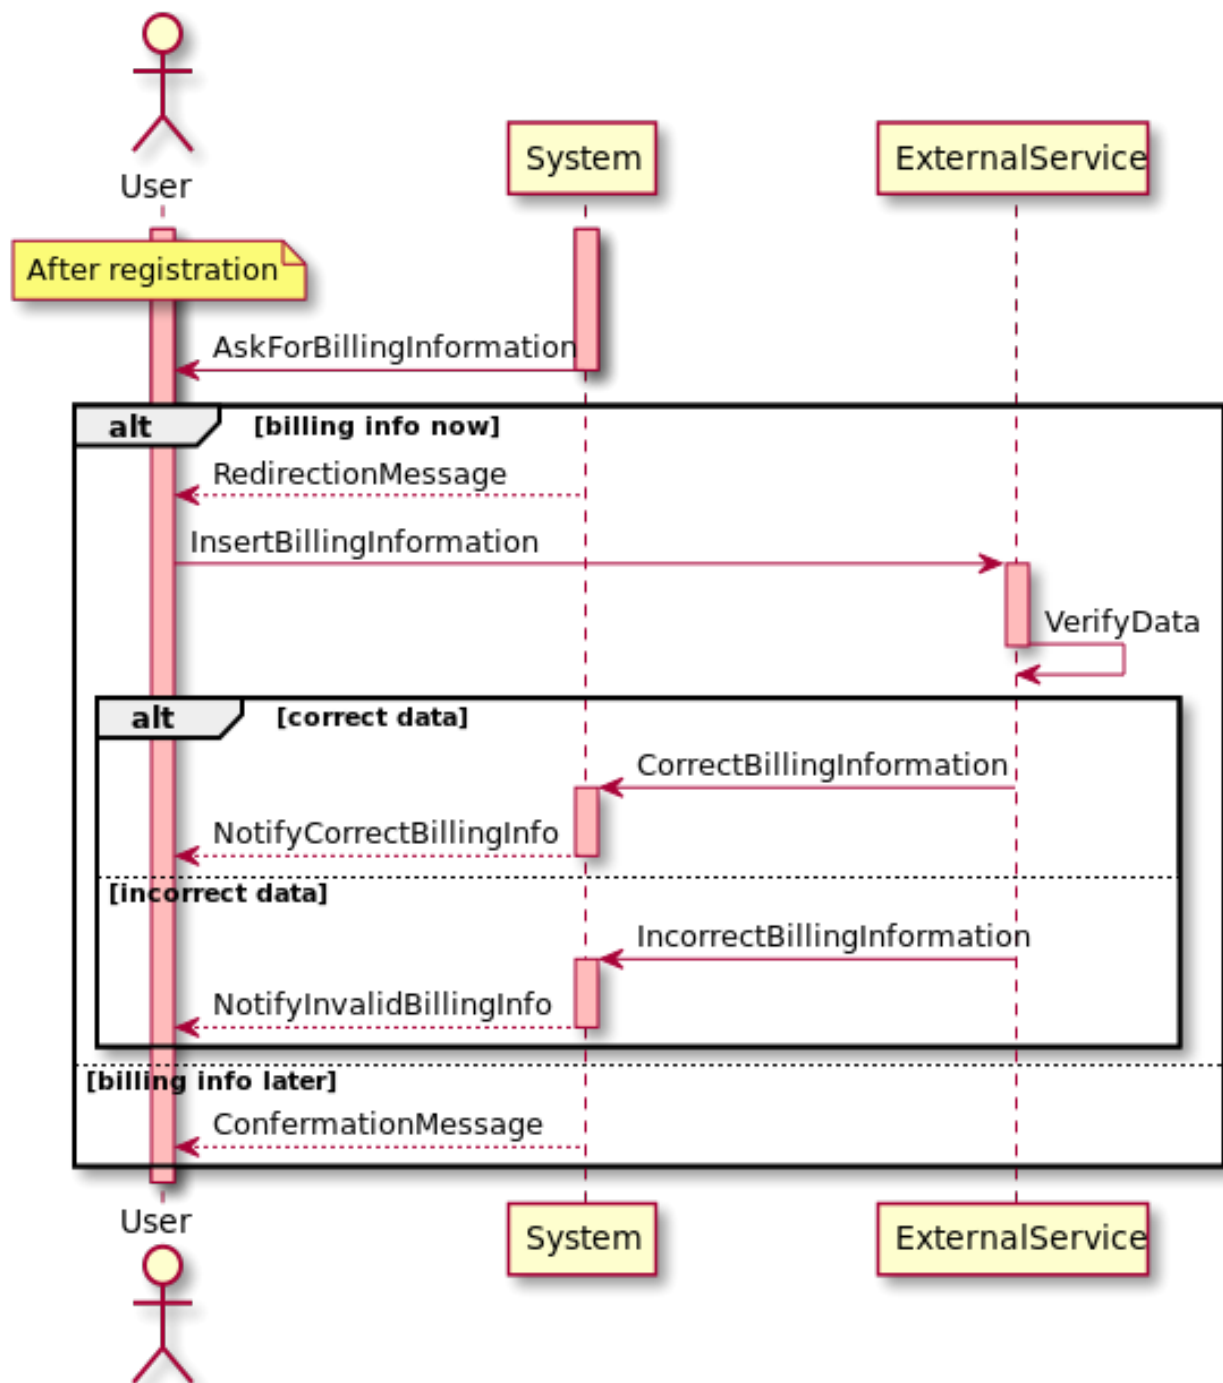 User
System
ExternalService
After registration
AskForBillingInformation
alt
[billing info now]
RedirectionMessage
InsertBillingInformation
VerifyData
alt
[correct data]
CorrectBillingInformation
NotifyCorrectBillingInfo
[incorrect data]
IncorrectBillingInformation
NotifyInvalidBillingInfo
[billing info later]
ConfermationMessage
User
System
ExternalService